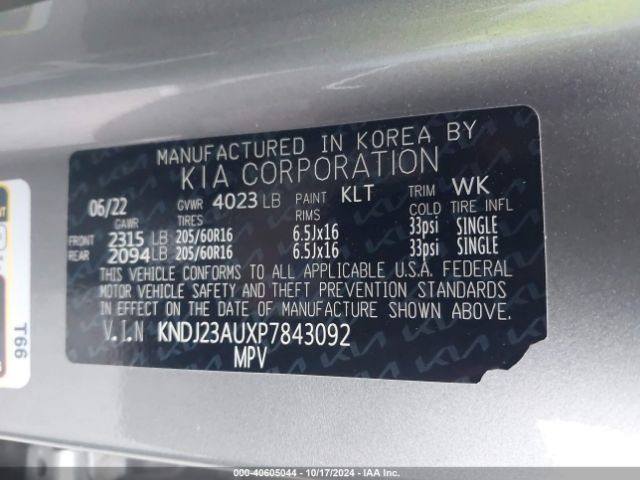 MANUFACTURED IN KOREA BY
KIA CORPORATION
06/22 GVWR 4023 LB PAINT KLT TRIM WK
GAWR TIRES RIMS COLD TIRE INFL
FRONT 2315 LB 205/60R16 6.5Jx16 33psi SINGLE
REAR 2094 LB 205/60R16 6.5Jx16 33psi SINGLE
THIS VEHICLE CONFORMS TO ALL APPLICABLE U.S.A. FEDERAL
MOTOR VEHICLE SAFETY AND THEFT PREVENTION STANDARDS
IN EFFECT ON THE DATE OF MANUFACTURE SHOWN ABOVE.
V.I.N KNDJ23AUXP7843092
MPV
T66
000-40605044 | 10/17/2024 | IAA, Inc.